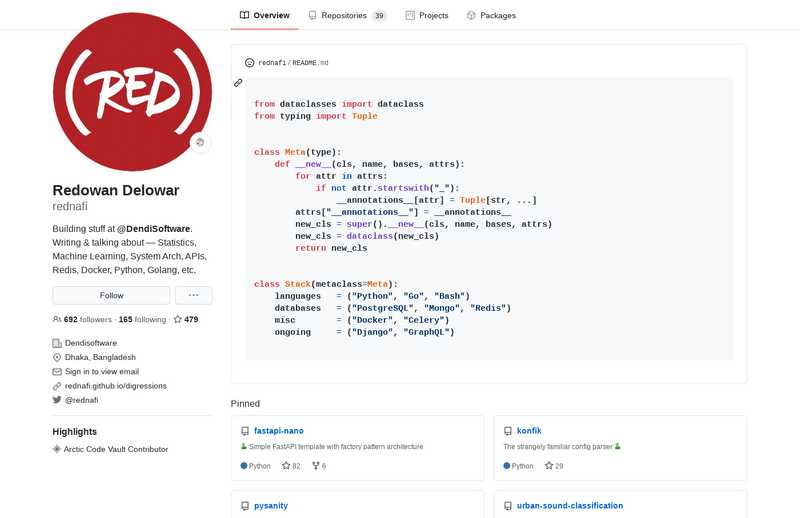 Overview
Repositories 39
Projects
Packages
RED
Redowan Delowar
rednafi
Building stuff at @DendiSoftware.
Writing & talking about — Statistics,
Machine Learning, System Arch, APIs,
Redis, Docker, Python, Golang, etc.
Follow
692 followers · 165 following · 479
Dendisoftware
Dhaka, Bangladesh
Sign in to view email
rednafi.github.io/digressions
@rednafi
Highlights
Arctic Code Vault Contributor
rednafi / README.md
from dataclasses import dataclass
from typing import Tuple
class Meta(type):
    def __new__(cls, name, bases, attrs):
        for attr in attrs:
            if not attr.startswith("_"):
                __annotations__[attr] = Tuple[str, ...]
        attrs["__annotations__"] = __annotations__
        new_cls = super().__new__(cls, name, bases, attrs)
        new_cls = dataclass(new_cls)
        return new_cls
class Stack(metaclass=Meta):
    languages   = ("Python", "Go", "Bash")
    databases   = ("PostgreSQL", "Mongo", "Redis")
    misc        = ("Docker", "Celery")
    ongoing     = ("Django", "GraphQL")
Pinned
fastapi-nano
Simple FastAPI template with factory pattern architecture
Python 82 6
konfik
The strangely familiar config parser
Python 29
pysanity
urban-sound-classification